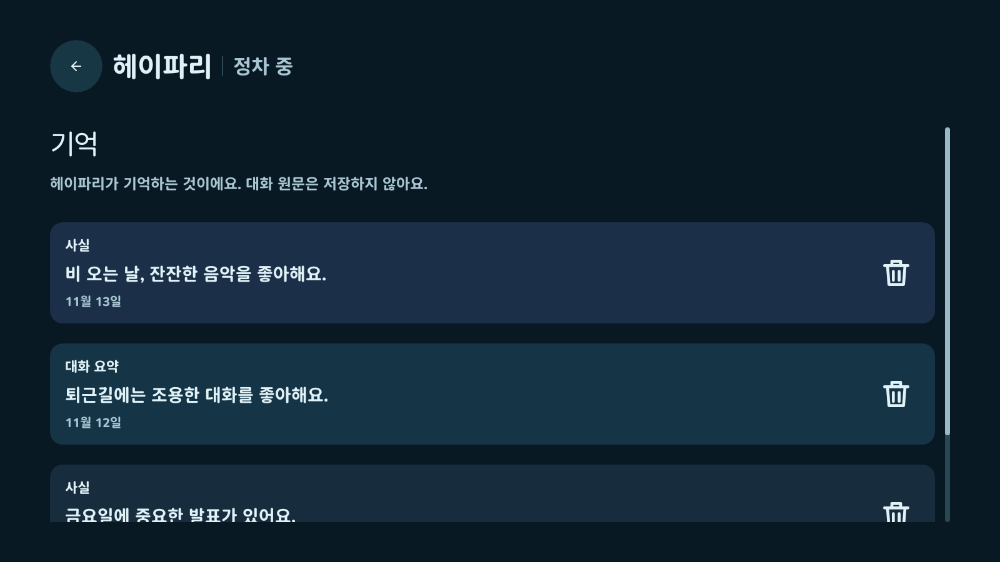 헤이파리 정차 중
기억
헤이파리가 기억하는 것이에요. 대화 원문은 저장하지 않아요.
사실
비 오는 날, 잔잔한 음악을 좋아해요.
11월 13일
대화 요약
퇴근길에는 조용한 대화를 좋아해요.
11월 12일
사실
금요일에 중요한 발표가 있어요.